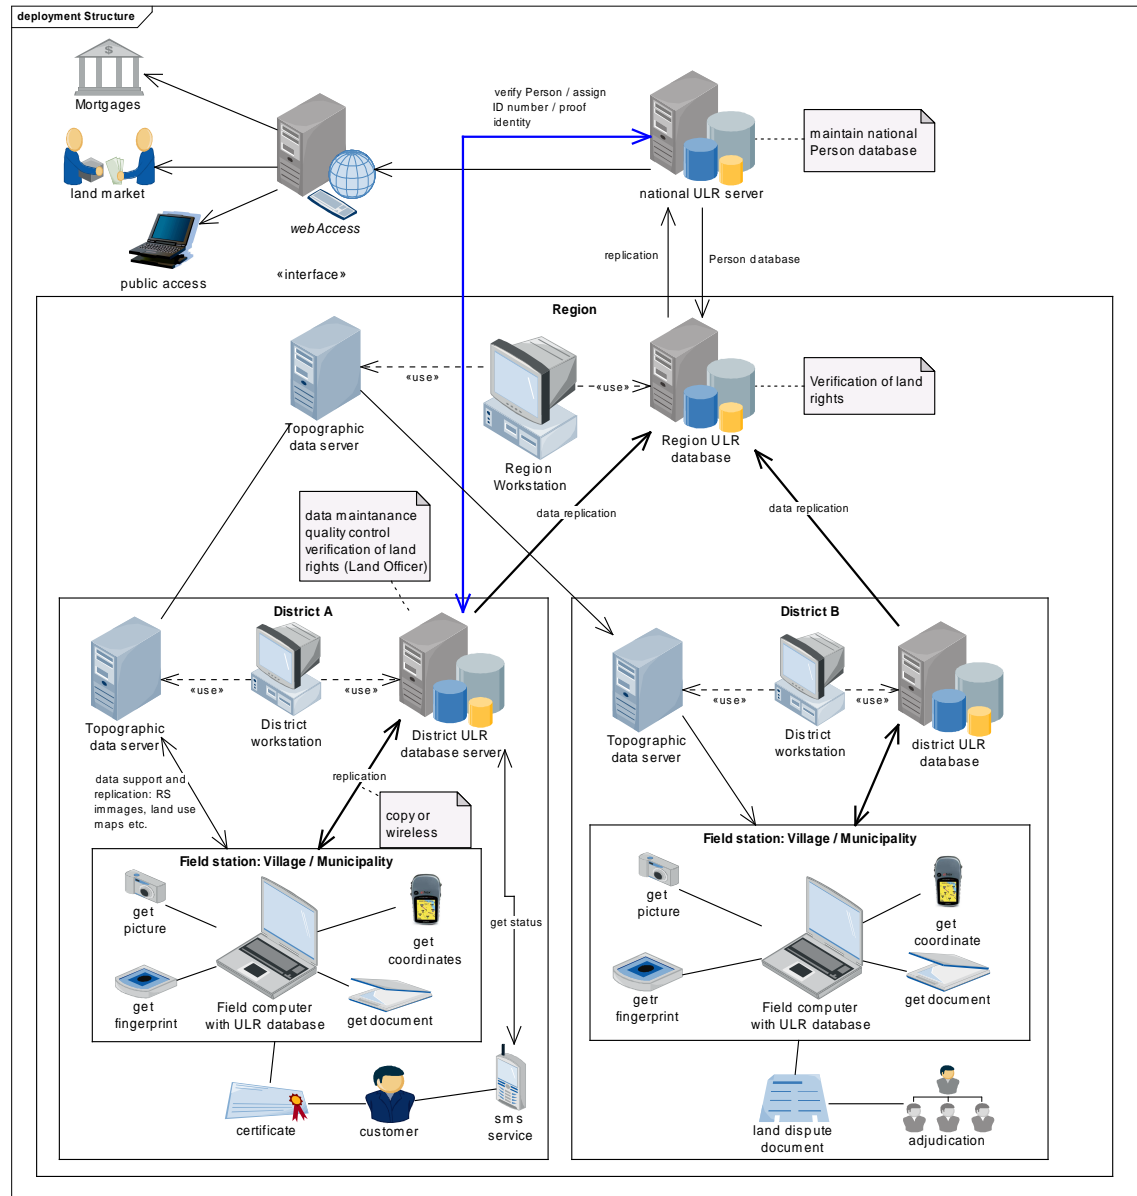 deployment Structure
Mortgages
land market
public access
webAccess
«interface»
verify Person / assign
ID number / proof
identity
national ULR server
maintain national
Person database
replication
Person database
Region
Topographic
data server
«use»
Region
Workstation
«use»
Region ULR
database
Verification of land
rights
data replication
data replication
data maintanance
quality control
verification of land
rights (Land Officer)
District A
Topographic
data server
«use»
District
workstation
«use»
District ULR
database server
data support and
replication: RS
immages, land use
maps etc.
replication
copy or
wireless
Field station: Village / Municipality
get
picture
get
coordinates
get
fingerprint
Field computer
with ULR database
get document
get status
certificate
customer
sms
service
District B
Topographic
data server
«use»
District
workstation
«use»
district ULR
database
Field station: Village / Municipality
get
picture
get
coordinate
getr
fingerprint
Field computer
with ULR database
get document
land dispute
document
adjudication